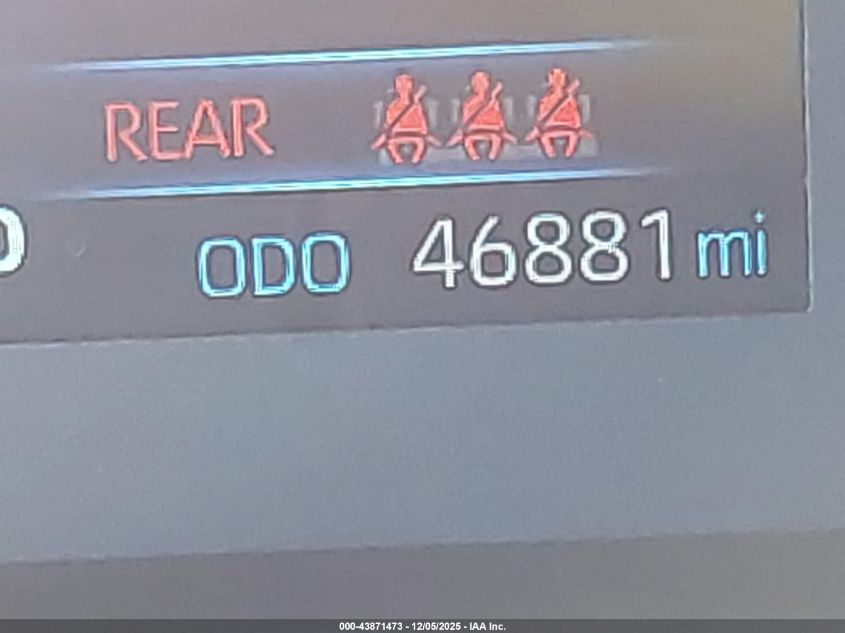 REAR
ODO 46881 mi
000-43871473 - 12/05/2025 - IAA Inc.